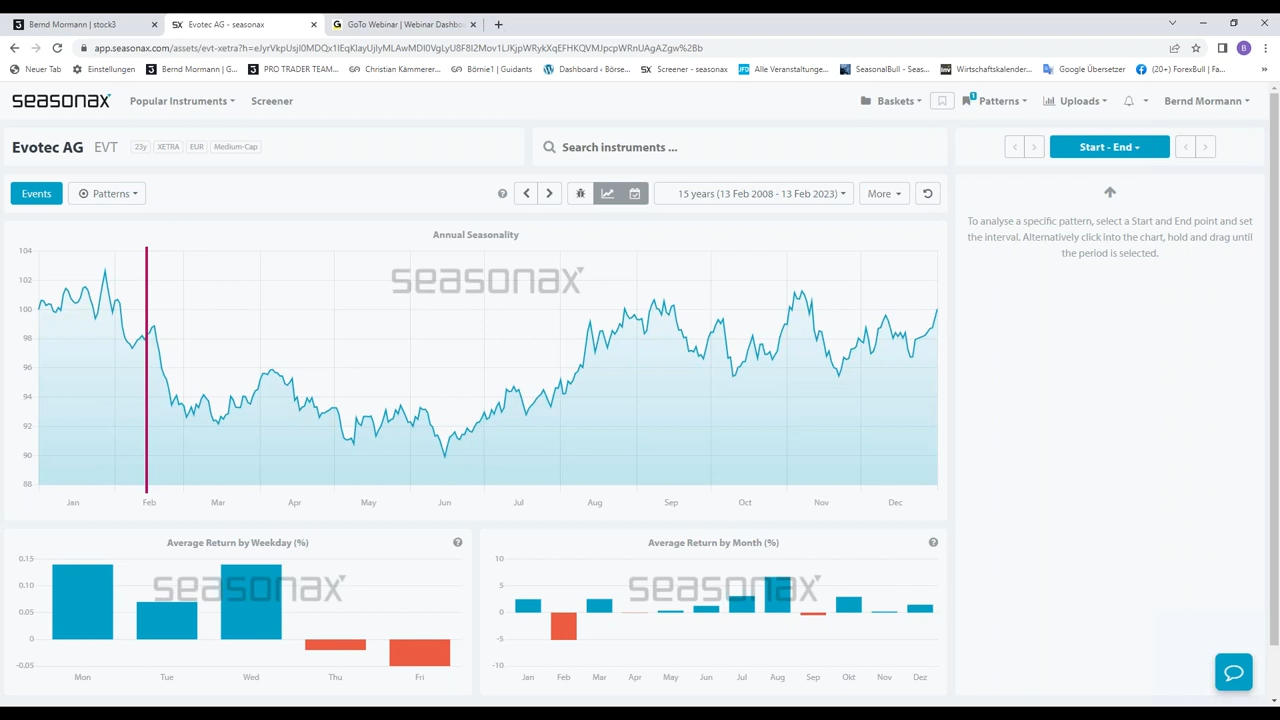 Bernd Mormann | stock3
Evotec AG - seasonax
GoTo Webinar | Webinar Dashbo
app.seasonax.com/assets/evt-xetra?h=
Neuer Tab
Einstellungen
Bernd Mormann | G...
PRO TRADER TEAM...
Christian Kämmerer...
Börnie1 | Guidants
Dashboard ‹ Börse...
Screener - seasonax
Alle Veranstaltunge...
SeasonalBull - Seas...
Wirtschaftskalender...
Google Übersetzer
(20+) ForexBull | Fa...
seasonax
Popular Instruments
Screener
Baskets
1
Patterns
Uploads
Bernd Mormann
Evotec AG EVT 23y XETRA EUR Medium-Cap
Search instruments ...
Start - End
Events
Patterns
15 years (13 Feb 2008 - 13 Feb 2023)
More
To analyse a specific pattern, select a Start and End point and set
the interval. Alternatively click into the chart, hold and drag until
the period is selected.
Annual Seasonality
seasonax
104
102
100
98
96
94
92
90
88
Jan Feb Mar Apr May Jun Jul Aug Sep Oct Nov Dec
Average Return by Weekday (%)
seasonax
0.15
0.10
0.05
0
-0.05
Mon Tue Wed Thu Fri
Average Return by Month (%)
seasonax
10
5
0
-5
-10
Jan Feb Mar Apr May Jun Jul Aug Sep Okt Nov Dez